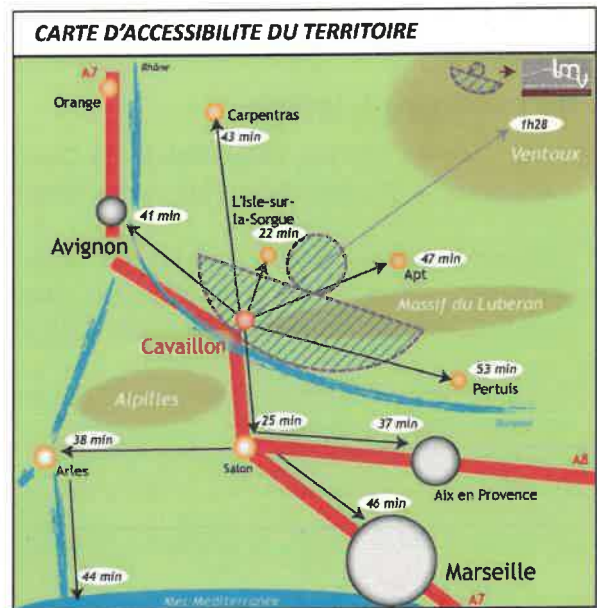 CARTE D'ACCESSIBILITE DU TERRITOIRE
A7
Rhône
lmv
Orange
Carpentras
43 min
1h28
Ventoux
L'Isle-sur-
la-Sorgue
41 min
22 min
Avignon
47 min
Apt
Massif du Luberon
Cavaillon
53 min
Pertuis
Alpilles
25 min
37 min
38 min
A8
Arles
Salon
Aix en Provence
46 min
Marseille
44 min
Mer Méditerranée
A7